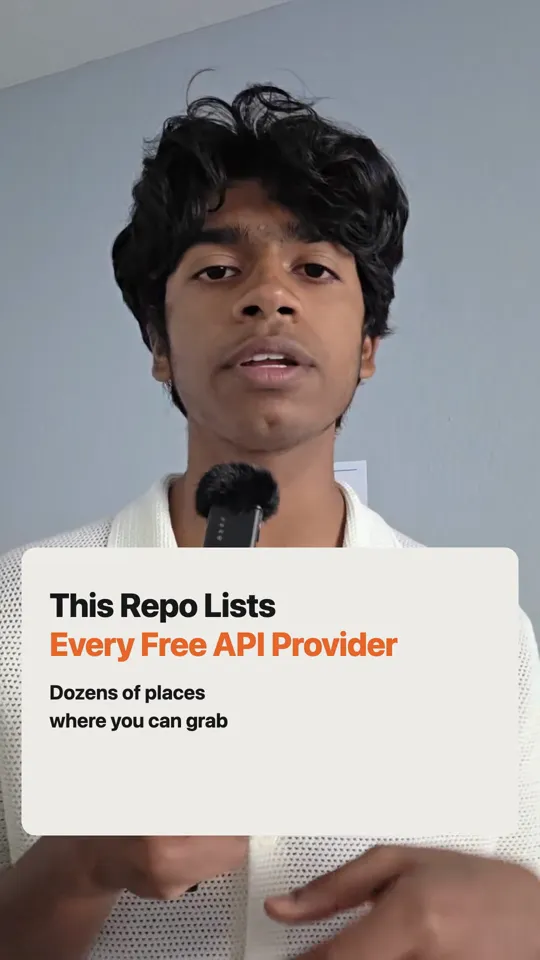 This Repo Lists
Every Free API Provider
Dozens of places
where you can grab